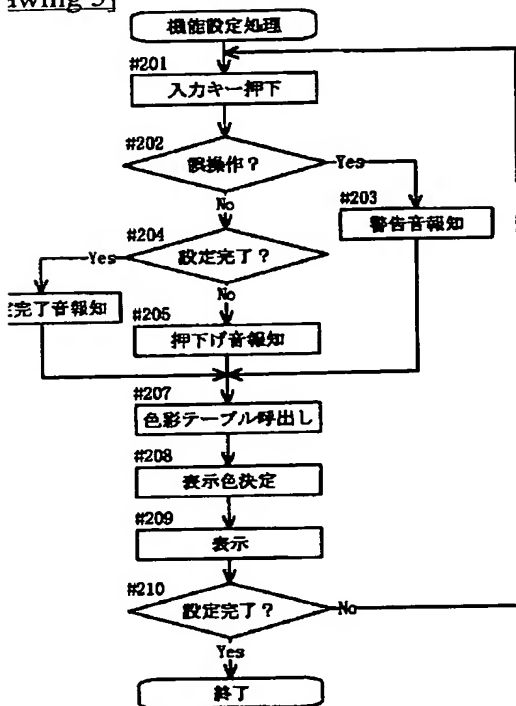 awing 5]
機能設定処理
#201
入力キー押下
#202
誤操作?
Yes
#203
警告音報知
No
#204
設定完了?
Yes
完了音報知
No
#205
押下げ音報知
#207
色彩テーブル呼出し
#208
表示色決定
#209
表示
#210
設定完了?
No
Yes
終了